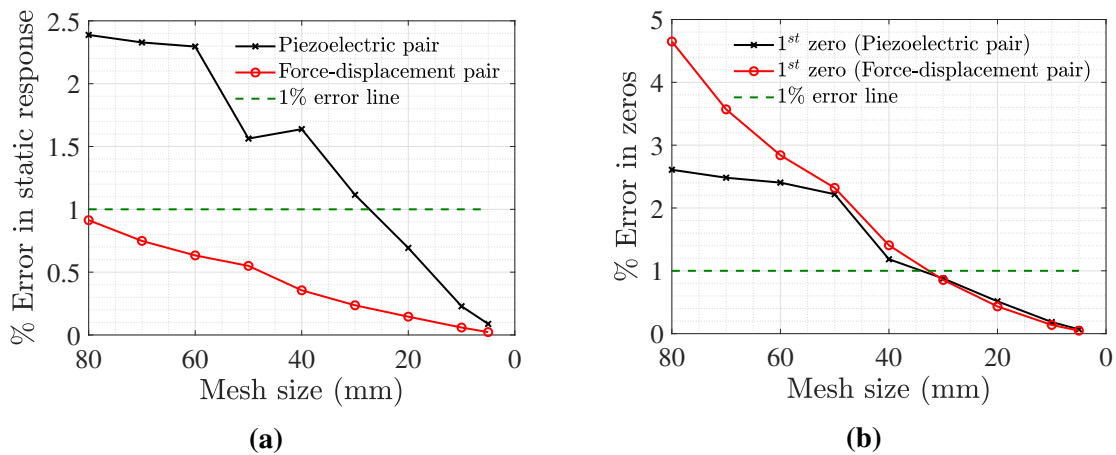 2.5
2
1.5
1
0.5
0
% Error in static response
Piezoelectric pair
Force-displacement pair
1% error line
80 60 40 20 0
Mesh size (mm)
(a)
5
4
3
2
1
0
% Error in zeros
1st zero (Piezoelectric pair)
1st zero (Force-displacement pair)
1% error line
80 60 40 20 0
Mesh size (mm)
(b)